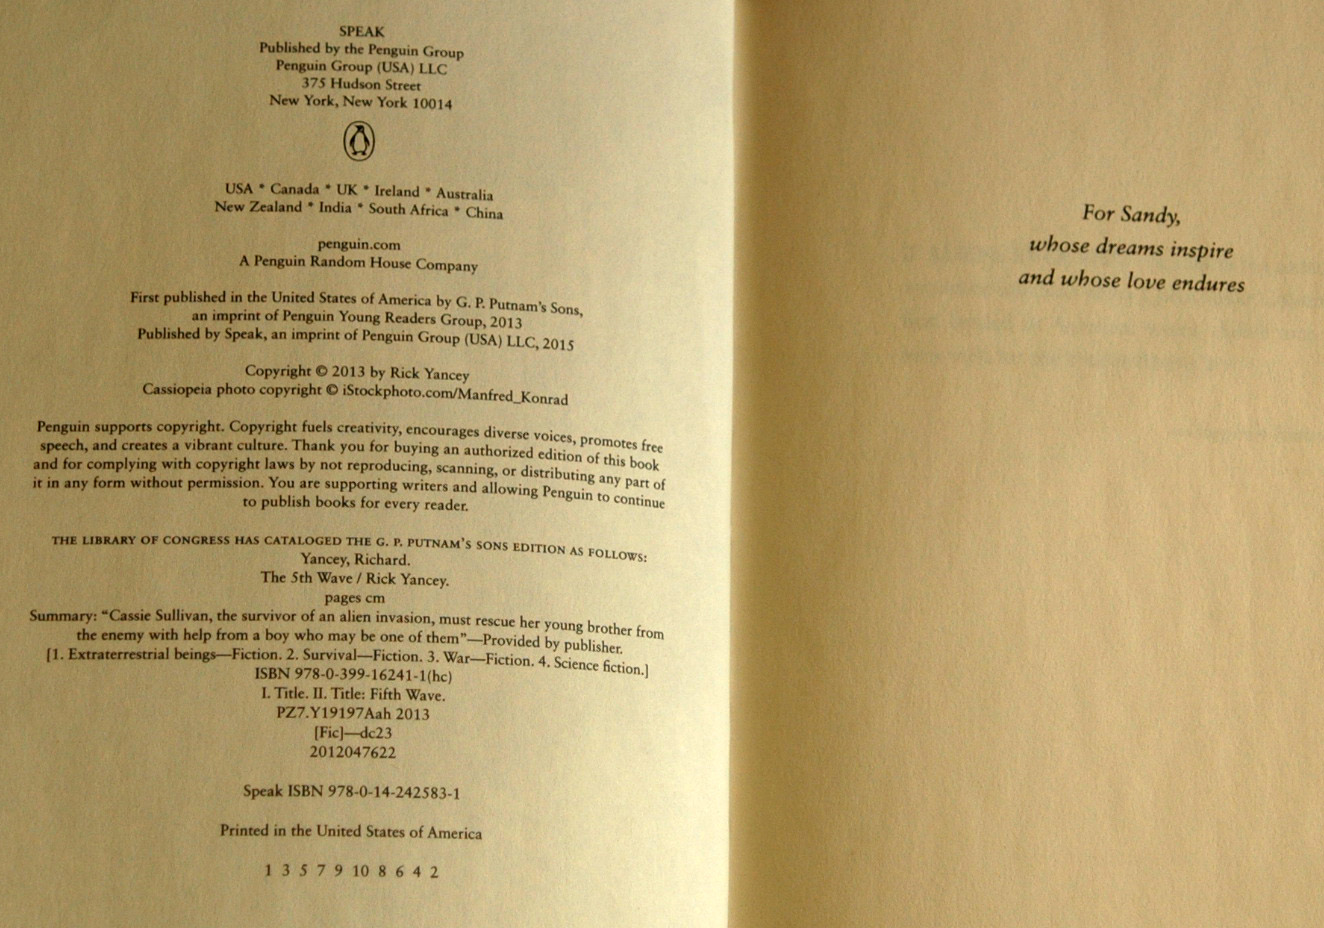 SPEAK
Published by the Penguin Group
Penguin Group (USA) LLC
375 Hudson Street
New York, New York 10014
USA * Canada * UK * Ireland * Australia
New Zealand * India * South Africa * China
penguin.com
A Penguin Random House Company
First published in the United States of America by G. P. Putnam's Sons,
an imprint of Penguin Young Readers Group, 2013
Published by Speak, an imprint of Penguin Group (USA) LLC, 2015
Copyright © 2013 by Rick Yancey
Cassiopeia photo copyright © iStockphoto.com/Manfred_Konrad
Penguin supports copyright. Copyright fuels creativity, encourages diverse voices, promotes free
speech, and creates a vibrant culture. Thank you for buying an authorized edition of this book
and for complying with copyright laws by not reproducing, scanning, or distributing any part of
it in any form without permission. You are supporting writers and allowing Penguin to continue
to publish books for every reader.
THE LIBRARY OF CONGRESS HAS CATALOGED THE G. P. PUTNAM'S SONS EDITION AS FOLLOWS:
Yancey, Richard.
The 5th Wave / Rick Yancey.
pages cm
Summary: "Cassie Sullivan, the survivor of an alien invasion, must rescue her young brother from
the enemy with help from a boy who may be one of them"—Provided by publisher.
[1. Extraterrestrial beings—Fiction. 2. Survival—Fiction. 3. War—Fiction. 4. Science fiction.]
ISBN 978-0-399-16241-1(hc)
I. Title. II. Title: Fifth Wave.
PZ7.Y19197Aah 2013
[Fic]—dc23
2012047622
Speak ISBN 978-0-14-242583-1
Printed in the United States of America
1 3 5 7 9 10 8 6 4 2
For Sandy,
whose dreams inspire
and whose love endures